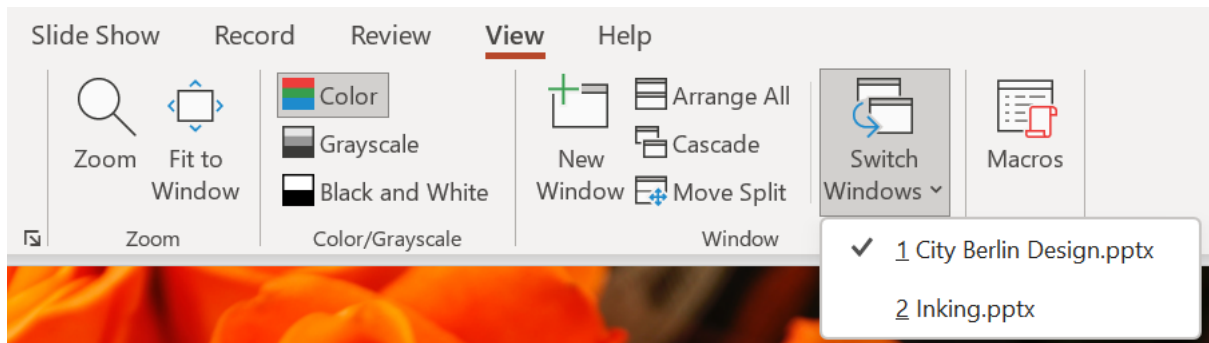 Slide Show Record Review View Help
Zoom
Fit to
Window
Color
Grayscale
Black and White
New
Window
Arrange All
Cascade
Move Split
Switch
Windows
Macros
Zoom
Color/Grayscale
Window
1 City Berlin Design.pptx
2 Inking.pptx